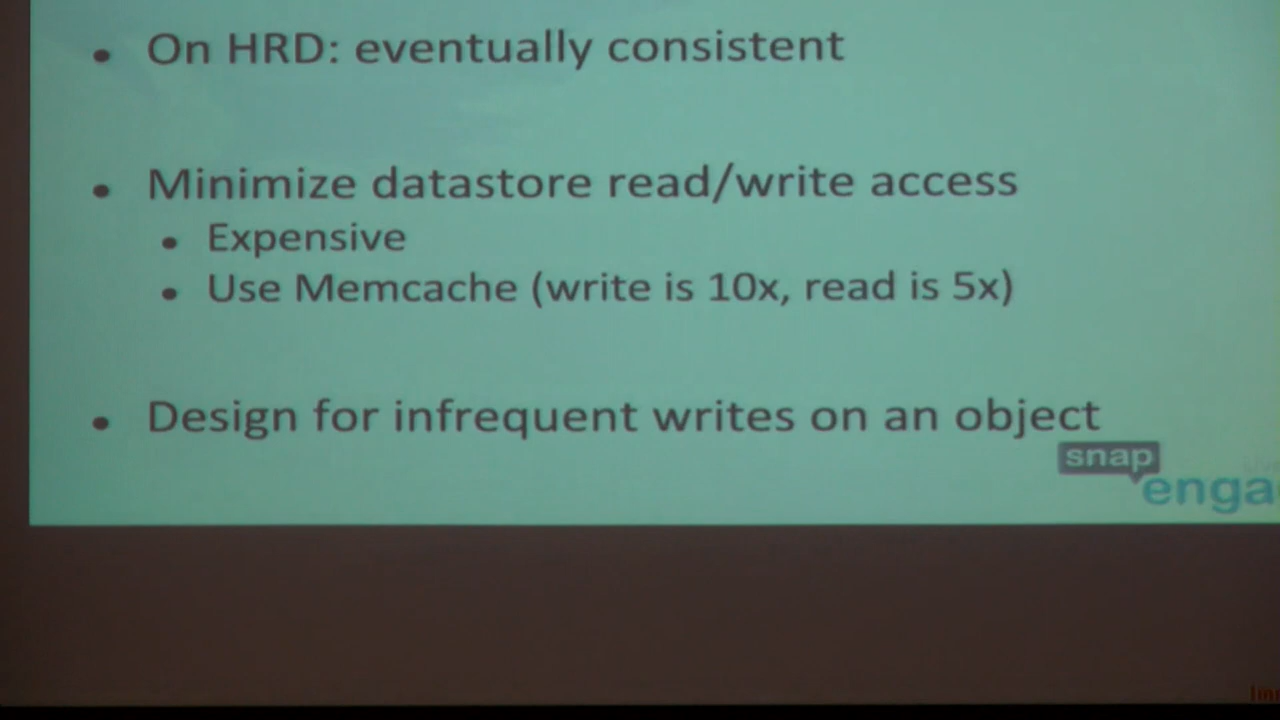 • On HRD: eventually consistent
• Minimize datastore read/write access
• Expensive
• Use Memcache (write is 10x, read is 5x)
• Design for infrequent writes on an object
snap
enga